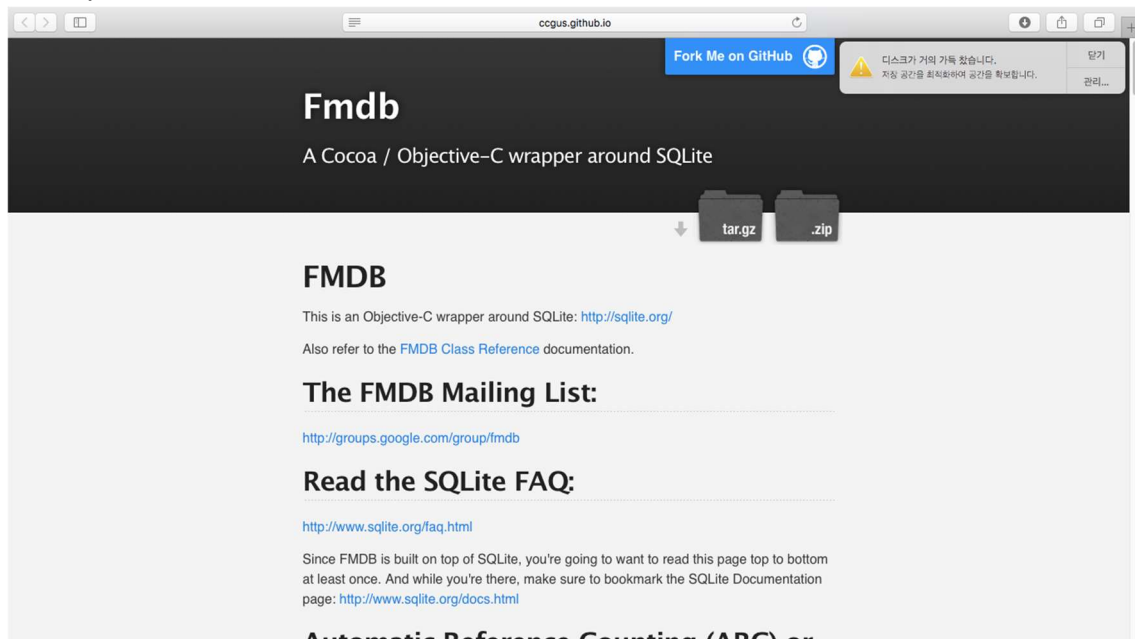 ccgus.github.io
Fork Me on GitHub
디스크가 거의 가득 찼습니다.
저장 공간을 최적화하여 공간을 확보합니다.
닫기
관리...
Fmdb
A Cocoa / Objective-C wrapper around SQLite
tar.gz
.zip
FMDB
This is an Objective-C wrapper around SQLite: http://sqlite.org/
Also refer to the FMDB Class Reference documentation.
The FMDB Mailing List:
http://groups.google.com/group/fmdb
Read the SQLite FAQ:
http://www.sqlite.org/faq.html
Since FMDB is built on top of SQLite, you're going to want to read this page top to bottom
at least once. And while you're there, make sure to bookmark the SQLite Documentation
page: http://www.sqlite.org/docs.html
Automatic Reference Counting (ARC) or